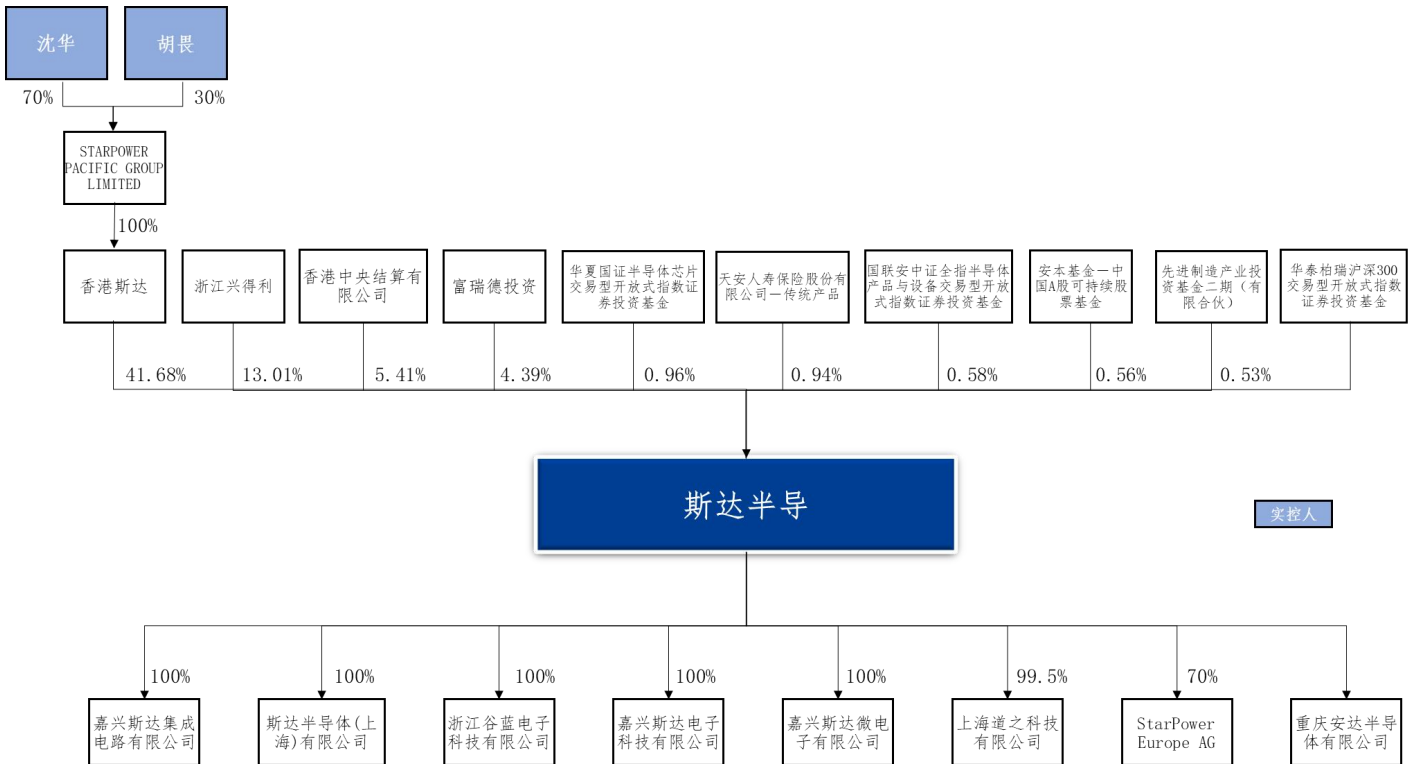 沈华
胡畏
70%
30%
STARPOWER
PACIFIC GROUP
LIMITED
100%
香港斯达
浙江兴得利
香港中央结算有
限公司
富瑞德投资
华夏国证半导体芯片
交易型开放式指数证
券投资基金
天安人寿保险股份有
限公司—传统产品
国联安中证全指半导体
产品与设备交易型开放
式指数证券投资基金
安本基金—中
国A股可持续股
票基金
先进制造产业投
资基金二期（有
限合伙）
华泰柏瑞沪深300
交易型开放式指数
证券投资基金
41.68%
13.01%
5.41%
4.39%
0.96%
0.94%
0.58%
0.56%
0.53%
斯达半导
实控人
100%
100%
100%
100%
100%
99.5%
70%
嘉兴斯达集成
电路有限公司
斯达半导体(上
海)有限公司
浙江谷蓝电子
科技有限公司
嘉兴斯达电子
科技有限公司
嘉兴斯达微电
子有限公司
上海道之科技
有限公司
StarPower
Europe AG
重庆安达半导
体有限公司